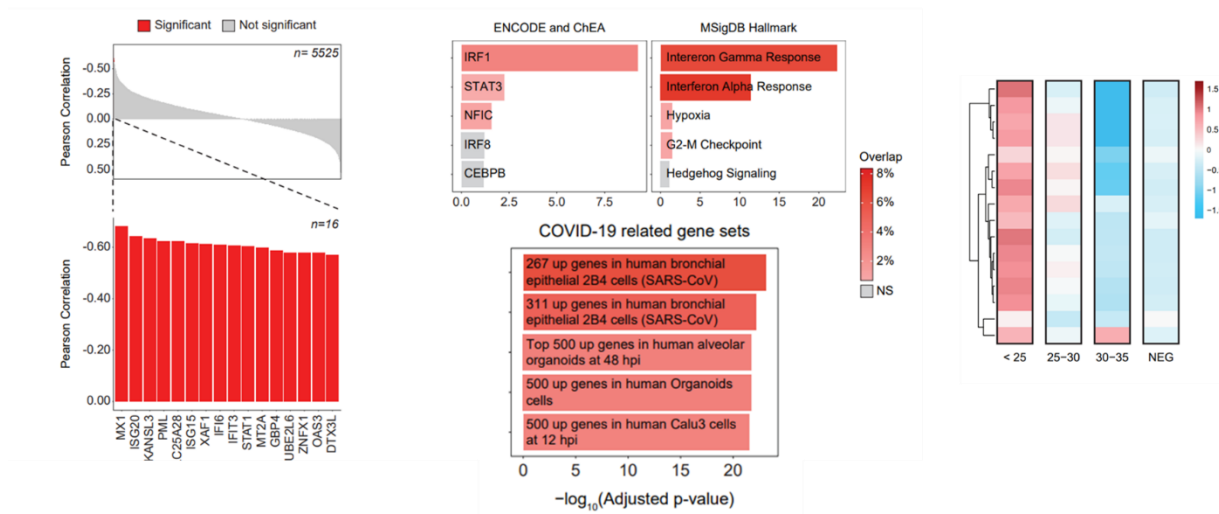 Significant Not significant
n= 5525
Pearson Correlation
-0.50
-0.25
0.00
0.25
0.50
n=16
Pearson Correlation
-0.60
-0.40
-0.20
0.00
MX1
ISG20
KANSL3
PML
.C25A28
ISG15
XAF1
IFI6
IFIT3
STAT1
MT2A
GBP4
UBE2L6
ZNFX1
OAS3
DTX3L
ENCODE and ChEA
IRF1
STAT3
NFIC
IRF8
CEBPB
0.0 2.5 5.0 7.5
MSigDB Hallmark
Intereron Gamma Response
Interferon Alpha Response
Hypoxia
G2-M Checkpoint
Hedgehog Signaling
0 5 10 15 20
Overlap
8%
6%
4%
2%
NS
COVID-19 related gene sets
267 up genes in human bronchial
epithelial 2B4 cells (SARS-CoV)
311 up genes in human bronchial
epithelial 2B4 cells (SARS-CoV)
Top 500 up genes in human alveolar
organoids at 48 hpi
500 up genes in human Organoids
cells
500 up genes in human Calu3 cells
at 12 hpi
0 5 10 15 20
−log10(Adjusted p-value)
1.5
1
0.5
0
-0.5
-1
-1.
< 25 25−30 30−35 NEG